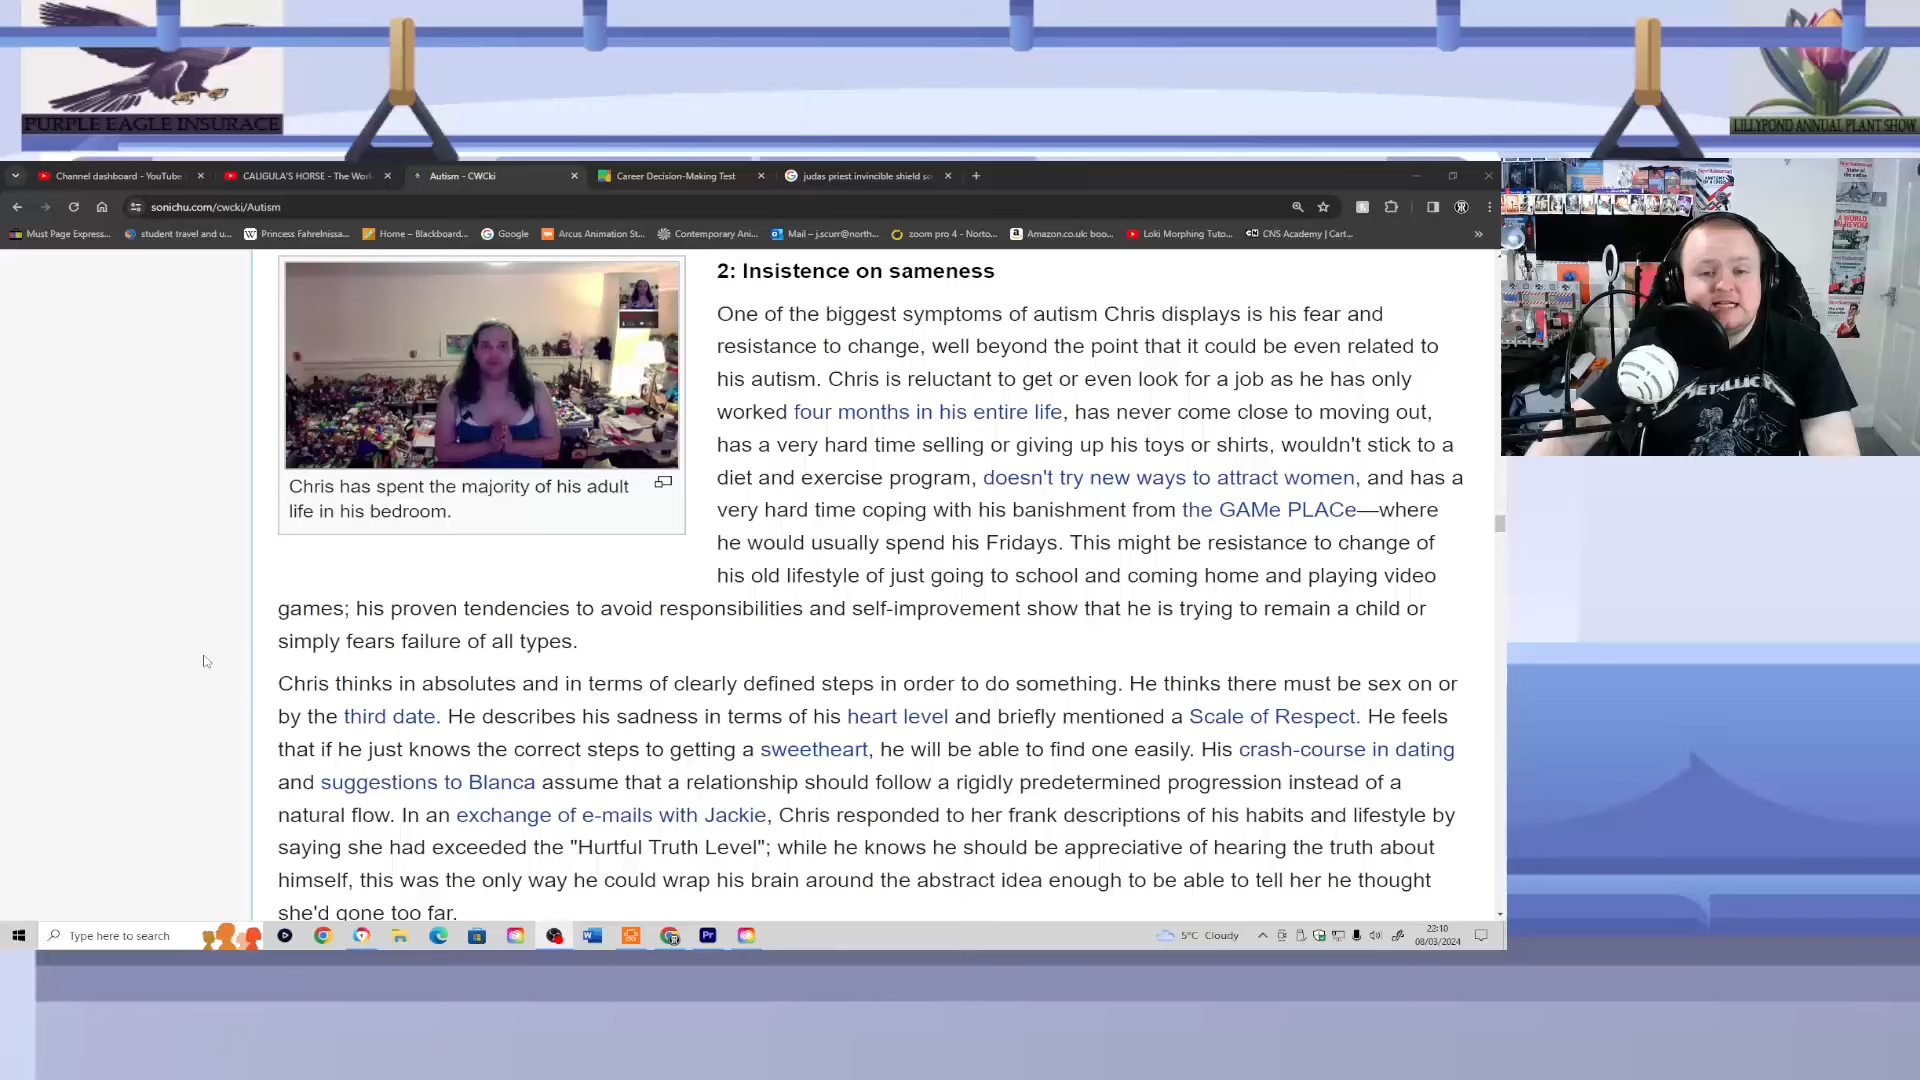 PURPLE EAGLE INSURACE
LILLYPOND ANNUAL PLANT SHOW
Channel dashboard - YouTube
CALIGULA'S HORSE - The Worl
Autism - CWCki
Career Decision-Making Test
judas priest invincible shield so
sonichu.com/cwcki/Autism
Must Page Express...
student travel and u...
Princess Fahrelnissa...
Home – Blackboard...
Google
Arcus Animation St...
Contemporary Ani...
Mail – j.scurr@north...
zoom pro 4 - Norto...
Amazon.co.uk: boo...
Loki Morphing Tuto...
CNS Academy | Cart...
2: Insistence on sameness
One of the biggest symptoms of autism Chris displays is his fear and
resistance to change, well beyond the point that it could be even related to
his autism. Chris is reluctant to get or even look for a job as he has only
worked four months in his entire life, has never come close to moving out,
has a very hard time selling or giving up his toys or shirts, wouldn't stick to a
diet and exercise program, doesn't try new ways to attract women, and has a
very hard time coping with his banishment from the GAMe PLACe—where
he would usually spend his Fridays. This might be resistance to change of
his old lifestyle of just going to school and coming home and playing video
games; his proven tendencies to avoid responsibilities and self-improvement show that he is trying to remain a child or
simply fears failure of all types.
Chris has spent the majority of his adult
life in his bedroom.
Chris thinks in absolutes and in terms of clearly defined steps in order to do something. He thinks there must be sex on or
by the third date. He describes his sadness in terms of his heart level and briefly mentioned a Scale of Respect. He feels
that if he just knows the correct steps to getting a sweetheart, he will be able to find one easily. His crash-course in dating
and suggestions to Blanca assume that a relationship should follow a rigidly predetermined progression instead of a
natural flow. In an exchange of e-mails with Jackie, Chris responded to her frank descriptions of his habits and lifestyle by
saying she had exceeded the "Hurtful Truth Level"; while he knows he should be appreciative of hearing the truth about
himself, this was the only way he could wrap his brain around the abstract idea enough to be able to tell her he thought
she'd gone too far.
METALLICA
Type here to search
5°C Cloudy
22:10
08/03/2024